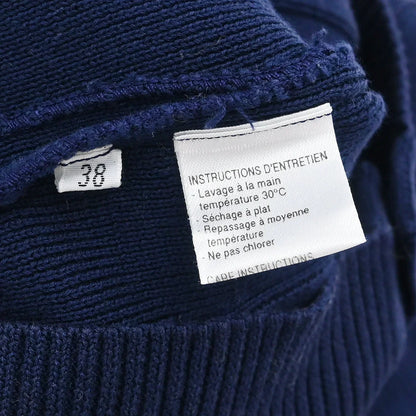 38
INSTRUCTIONS D'ENTRETIEN
- Lavage à la main
température 30°C
- Séchage à plat
- Repassage à moyenne
température
- Ne pas chlorer
CARE INSTRUCTIONS